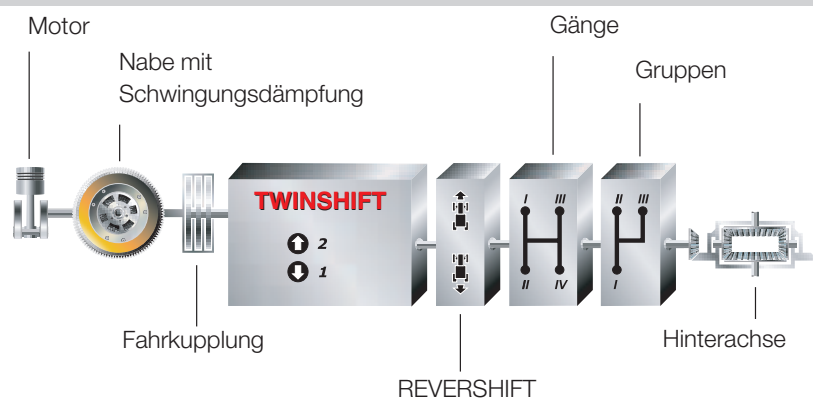 Motor
Nabe mit
Schwingungsdämpfung
Gänge
Gruppen
TWINSHIFT
2
1
I III
II IV
II III
I
Fahrkupplung
REVERSHIFT
Hinterachse